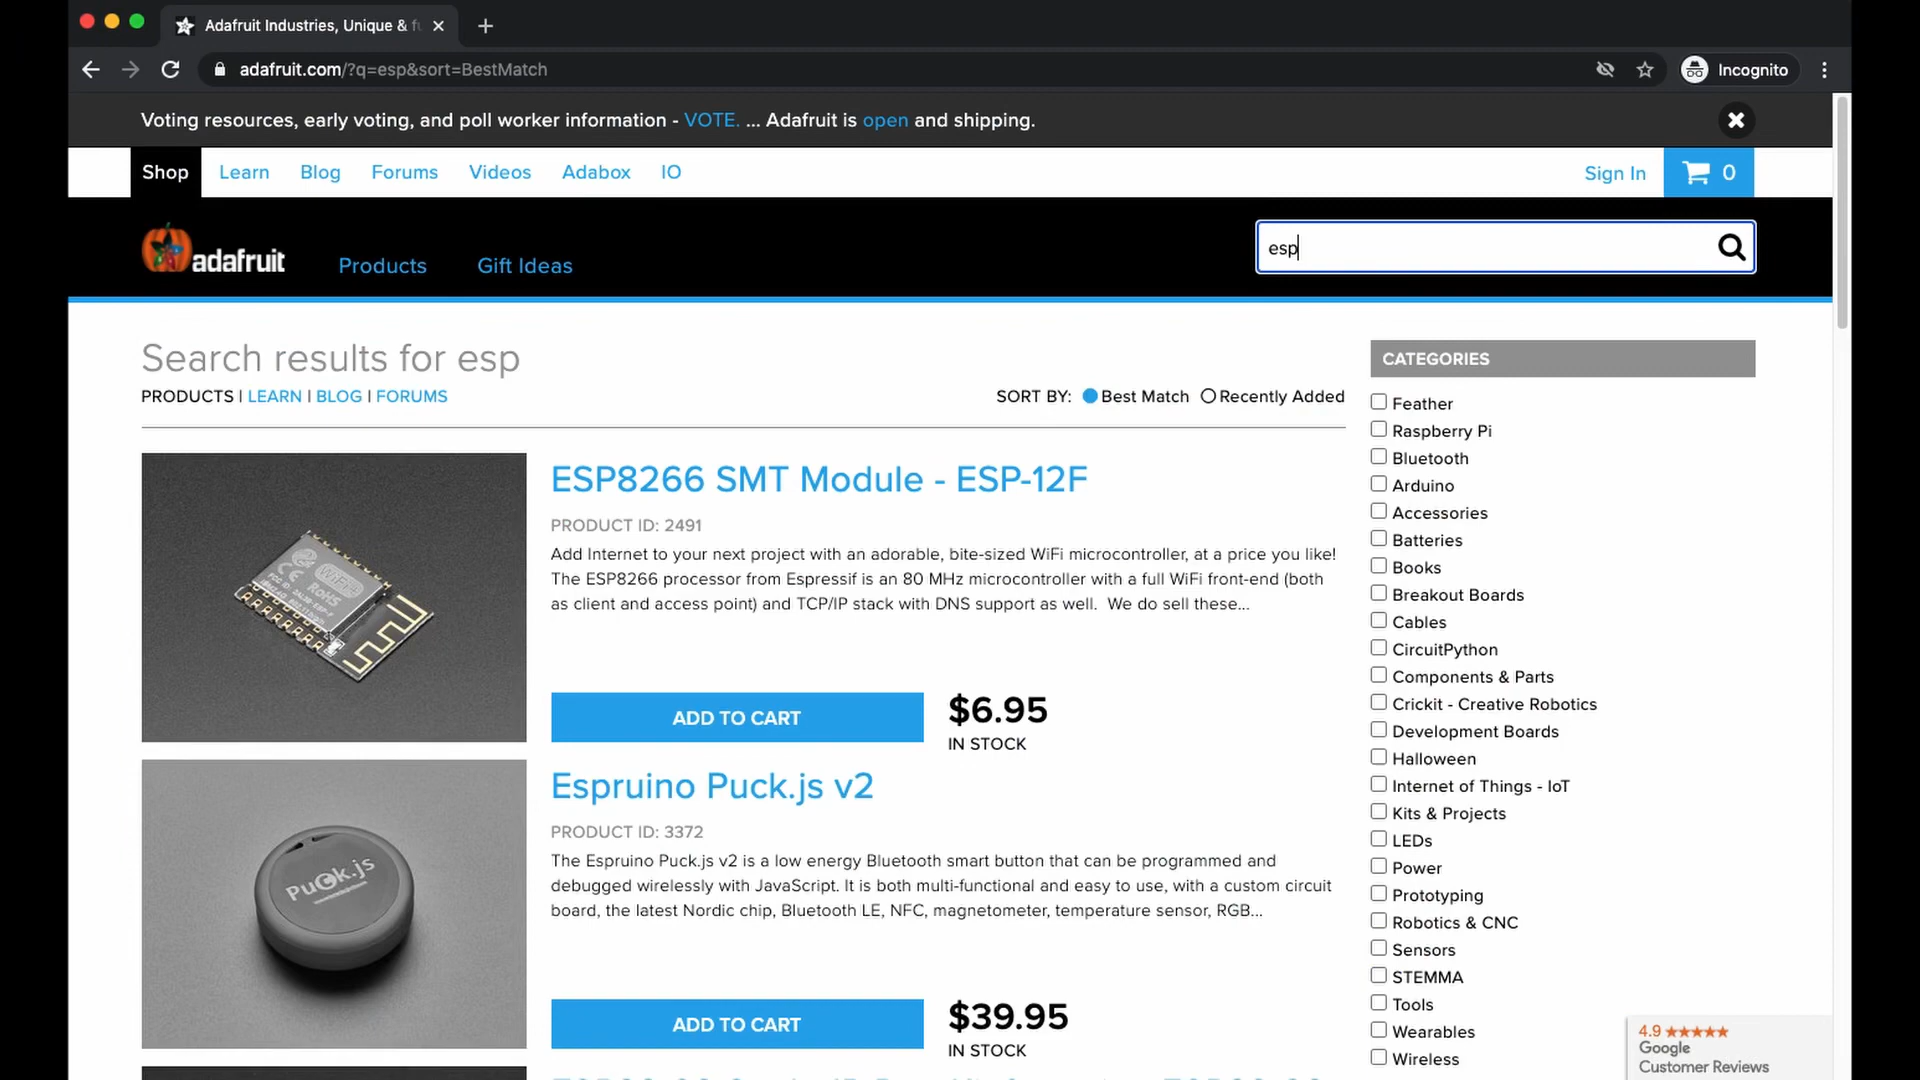 Adafruit Industries, Unique & fu
adafruit.com/?q=esp&sort=BestMatch
Incognito
Voting resources, early voting, and poll worker information - VOTE. ... Adafruit is open and shipping.
Shop Learn Blog Forums Videos Adabox IO Sign In 0
adafruit Products Gift Ideas esp
Search results for esp
PRODUCTS | LEARN | BLOG | FORUMS
SORT BY: Best Match Recently Added
ESP8266 SMT Module - ESP-12F
PRODUCT ID: 2491
Add Internet to your next project with an adorable, bite-sized WiFi microcontroller, at a price you like!
The ESP8266 processor from Espressif is an 80 MHz microcontroller with a full WiFi front-end (both
as client and access point) and TCP/IP stack with DNS support as well. We do sell these...
WiFi
RoHS
ADD TO CART
$6.95
IN STOCK
Espruino Puck.js v2
PRODUCT ID: 3372
The Espruino Puck.js v2 is a low energy Bluetooth smart button that can be programmed and
debugged wirelessly with JavaScript. It is both multi-functional and easy to use, with a custom circuit
board, the latest Nordic chip, Bluetooth LE, NFC, magnetometer, temperature sensor, RGB...
Puck.js
ADD TO CART
$39.95
IN STOCK
CATEGORIES
Feather
Raspberry Pi
Bluetooth
Arduino
Accessories
Batteries
Books
Breakout Boards
Cables
CircuitPython
Components & Parts
Crickit - Creative Robotics
Development Boards
Halloween
Internet of Things - IoT
Kits & Projects
LEDs
Power
Prototyping
Robotics & CNC
Sensors
STEMMA
Tools
Wearables
Wireless
4.9 ★★★★★
Google
Customer Reviews